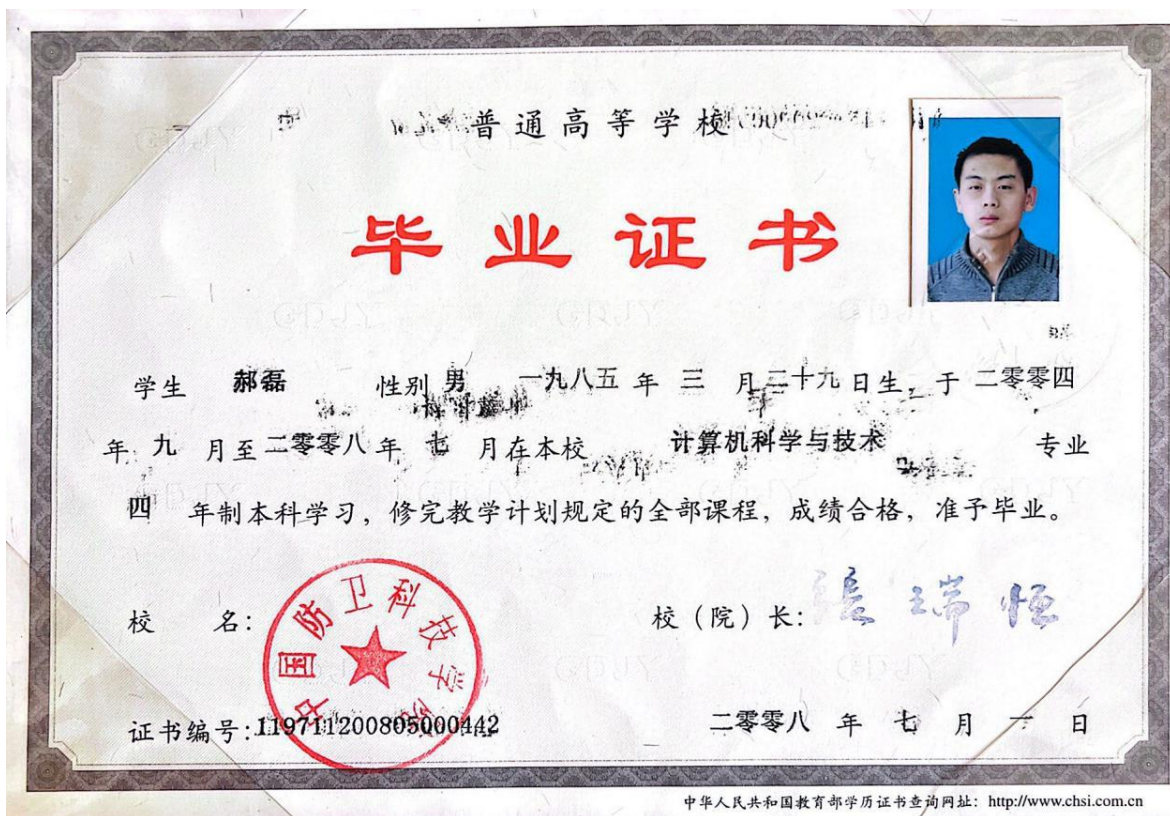 普通高等学校
毕业证书
学生 郝磊 性别 男 一九八五 年 三 月二十九日生，于 二零零四
年 九 月至 二零零八 年 七 月在本校 计算机科学与技术 专业
四 年制本科学习，修完教学计划规定的全部课程，成绩合格，准予毕业。
校 名：
中国防卫科技学院
校（院）长：张瑞恒
证书编号：119711200805000442
二零零八 年 七 月 一 日
中华人民共和国教育部学历证书查询网址：http://www.chsi.com.cn